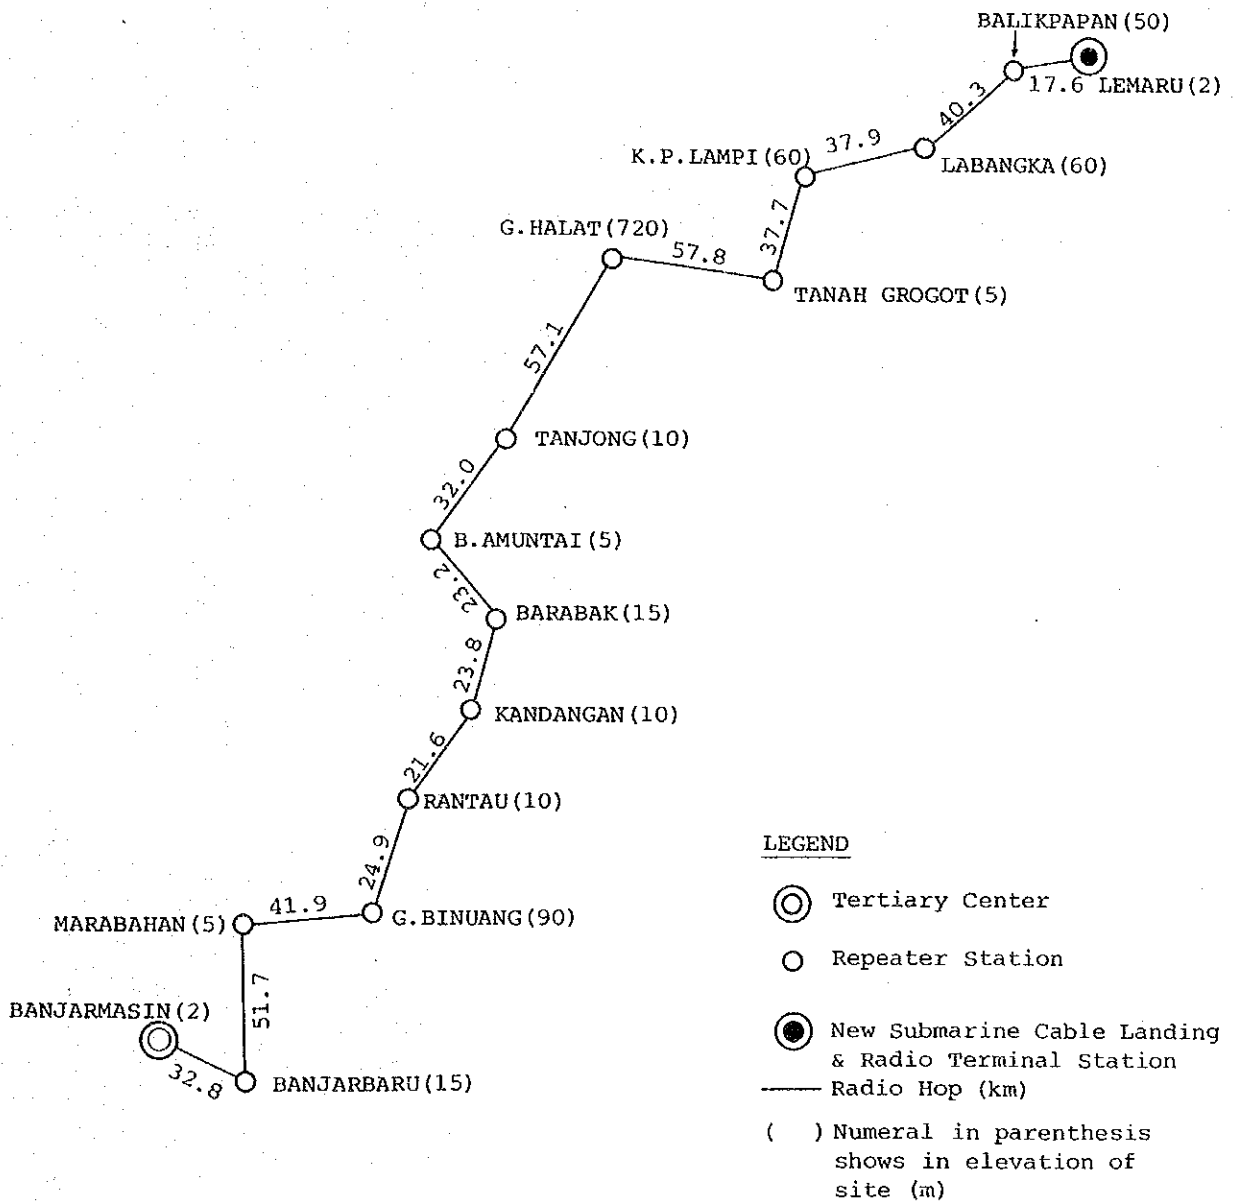 BALIKPAPAN(50)
17.6 LEMARU(2)
40.3
37.9
K.P.LAMPI(60)
LABANGKA(60)
37.7
G.HALAT(720)
57.8
TANAH GROGOT(5)
57.1
TANJONG(10)
32.0
B.AMUNTAI(5)
23.2
BARABAK(15)
23.8
KANDANGAN(10)
21.6
RANTAU(10)
24.9
41.9
MARABAHAN(5)
G.BINUANG(90)
51.7
BANJARMASIN(2)
32.8
BANJARBARU(15)
LEGEND
Tertiary Center
Repeater Station
New Submarine Cable Landing
& Radio Terminal Station
Radio Hop (km)
( ) Numeral in parenthesis
shows in elevation of
site (m)